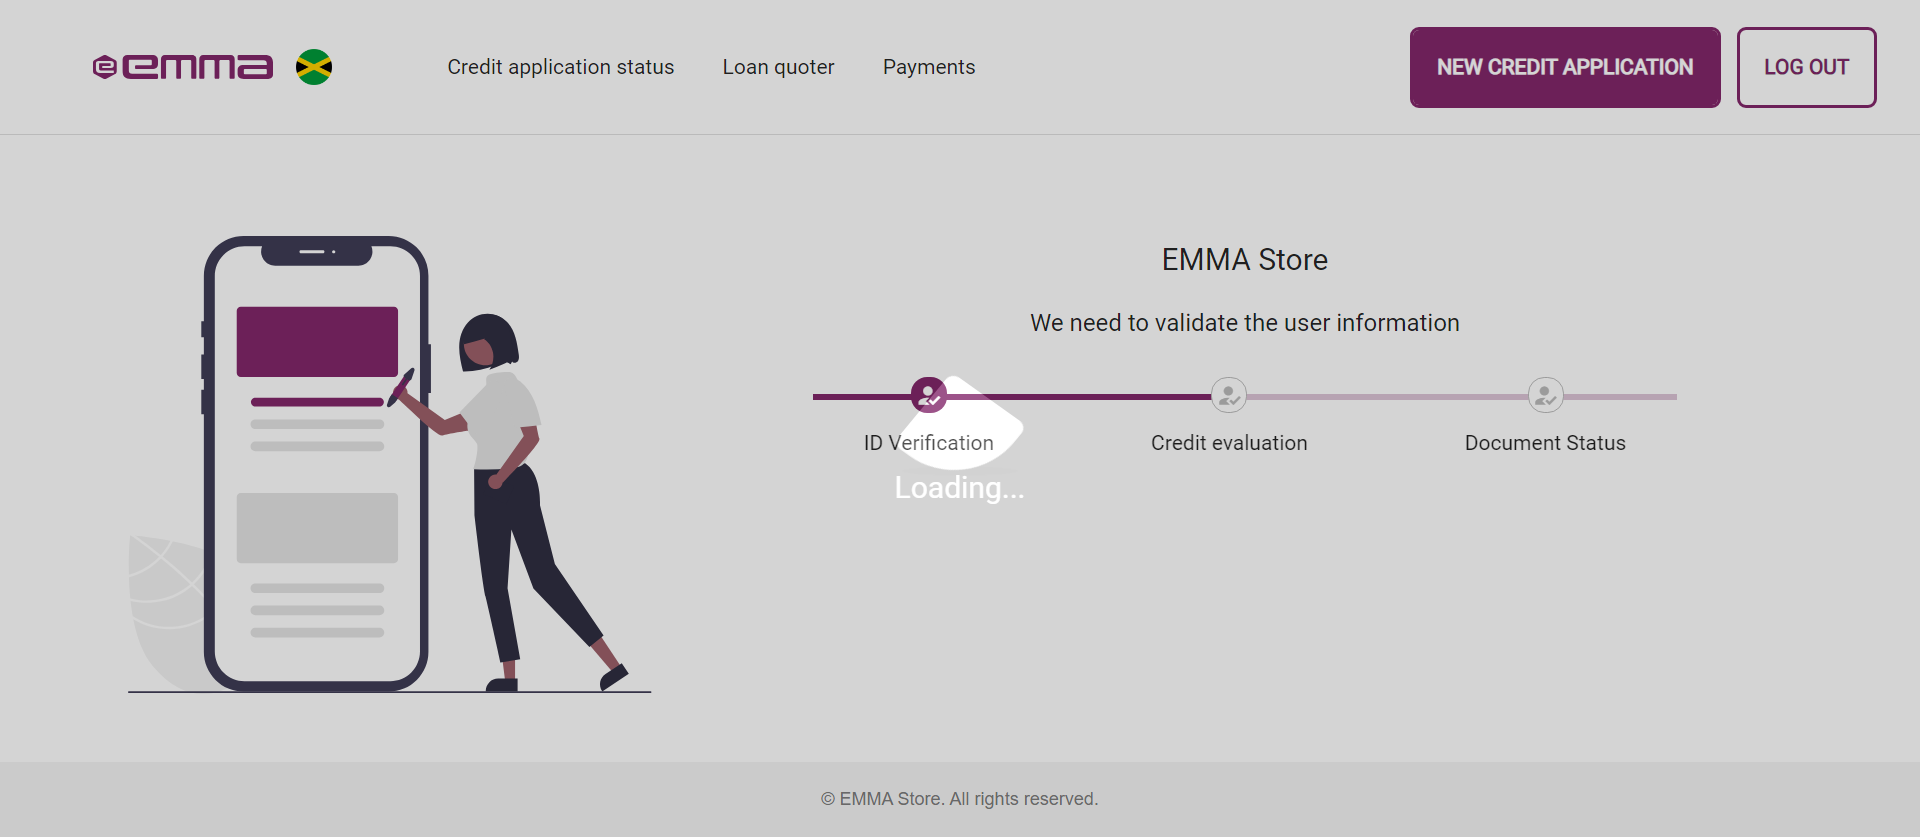 emma
Credit application status
Loan quoter
Payments
NEW CREDIT APPLICATION
LOG OUT
EMMA Store
We need to validate the user information
ID Verification
Credit evaluation
Document Status
Loading...
© EMMA Store. All rights reserved.